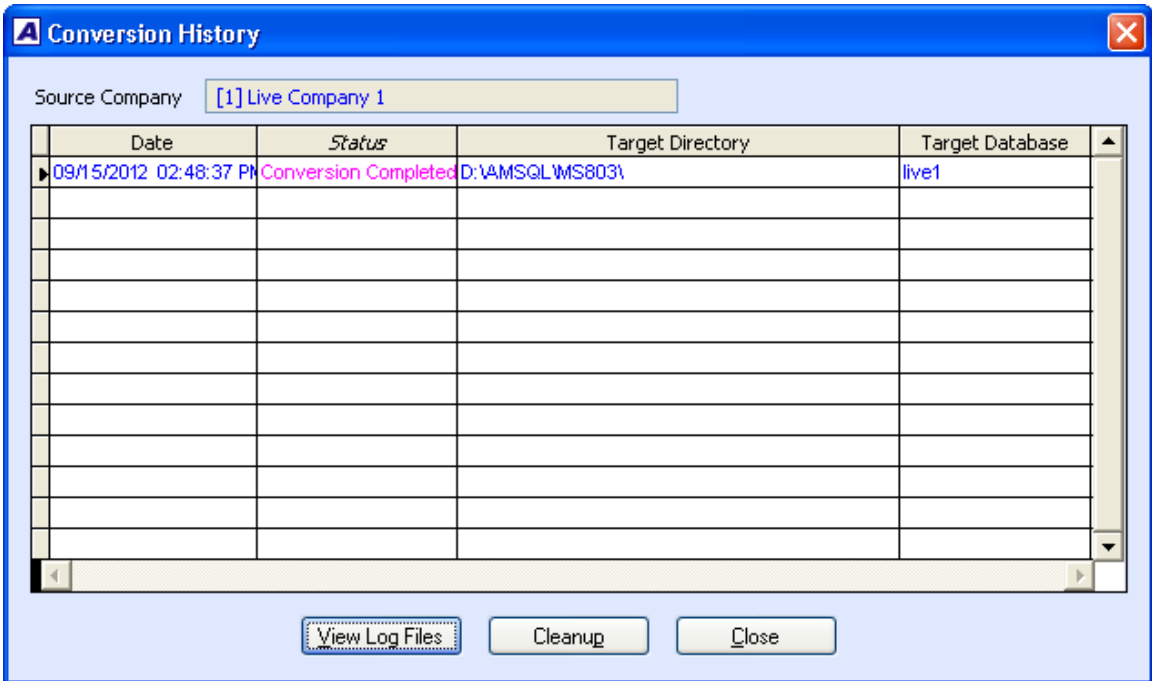 A Conversion History
Source Company [1] Live Company 1
Date Status Target Directory Target Database
09/15/2012 02:48:37 PM Conversion Completed D:\AMSQL\MS803\ live1
View Log Files Cleanup Close